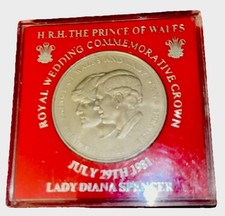 H.R.H. THE PRINCE OF WALES
ROYAL WEDDING COMMEMORATIVE CROWN
JULY 29TH 1981
LADY DIANA SPENCER